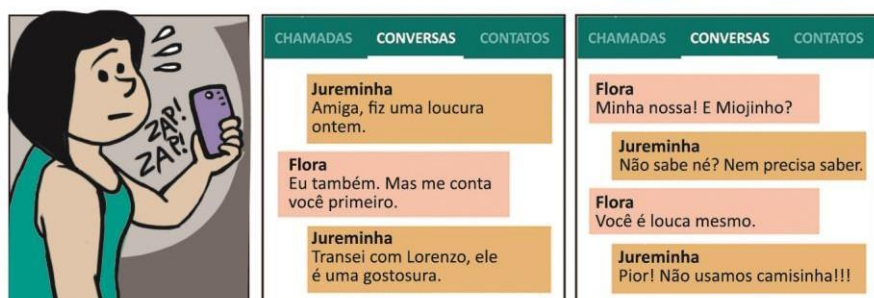 ZAP!
ZAP!
CHAMADAS CONVERSAS CONTATOS
Jureminha
Amiga, fiz uma loucura
ontem.
Flora
Eu também. Mas me conta
você primeiro.
Jureminha
Transei com Lorenzo, ele
é uma gostosura.
CHAMADAS CONVERSAS CONTATOS
Flora
Minha nossa! E Miojinho?
Jureminha
Não sabe né? Nem precisa saber.
Flora
Você é louca mesmo.
Jureminha
Pior! Não usamos camisinha!!!